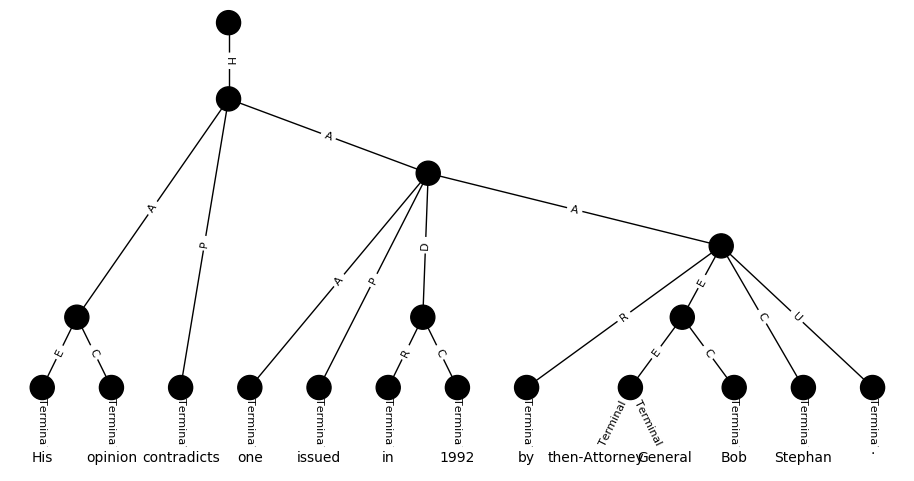 H
A
A
P
A
A
P
D
R
E
C
U
E
C
R
C
E
C
Terminal Terminal Terminal Terminal Terminal Terminal Terminal Terminal Terminal Terminal Terminal Terminal Terminal
His opinion contradicts one issued in 1992 by then-Attorney General Bob Stephan .